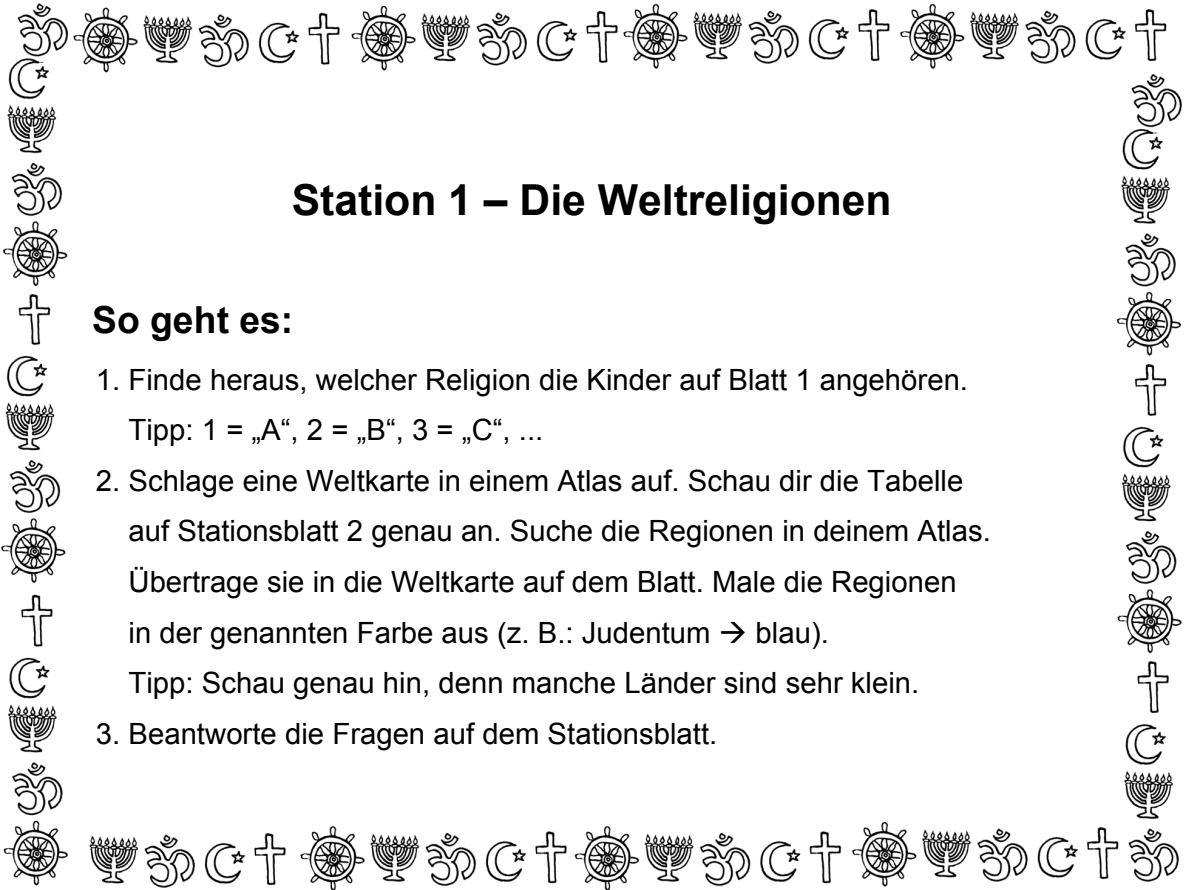 Station 1 – Die Weltreligionen
So geht es:
1. Finde heraus, welcher Religion die Kinder auf Blatt 1 angehören.
Tipp: 1 = „A“, 2 = „B“, 3 = „C“, ...
2. Schlage eine Weltkarte in einem Atlas auf. Schau dir die Tabelle
auf Stationsblatt 2 genau an. Suche die Regionen in deinem Atlas.
Übertrage sie in die Weltkarte auf dem Blatt. Male die Regionen
in der genannten Farbe aus (z. B.: Judentum → blau).
Tipp: Schau genau hin, denn manche Länder sind sehr klein.
3. Beantworte die Fragen auf dem Stationsblatt.